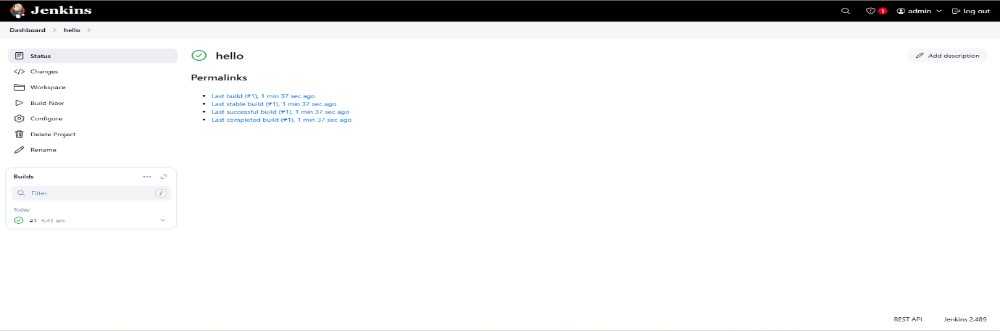 Jenkins
1
admin
log out
Dashboard > hello >
Status
Changes
Workspace
Build Now
Configure
Delete Project
Rename
Builds
Filter
/
Today
#1 5:41 am
hello
Add description
Permalinks
Last build (#1), 1 min 37 sec ago
Last stable build (#1), 1 min 37 sec ago
Last successful build (#1), 1 min 37 sec ago
Last completed build (#1), 1 min 37 sec ago
REST API
Jenkins 2.489